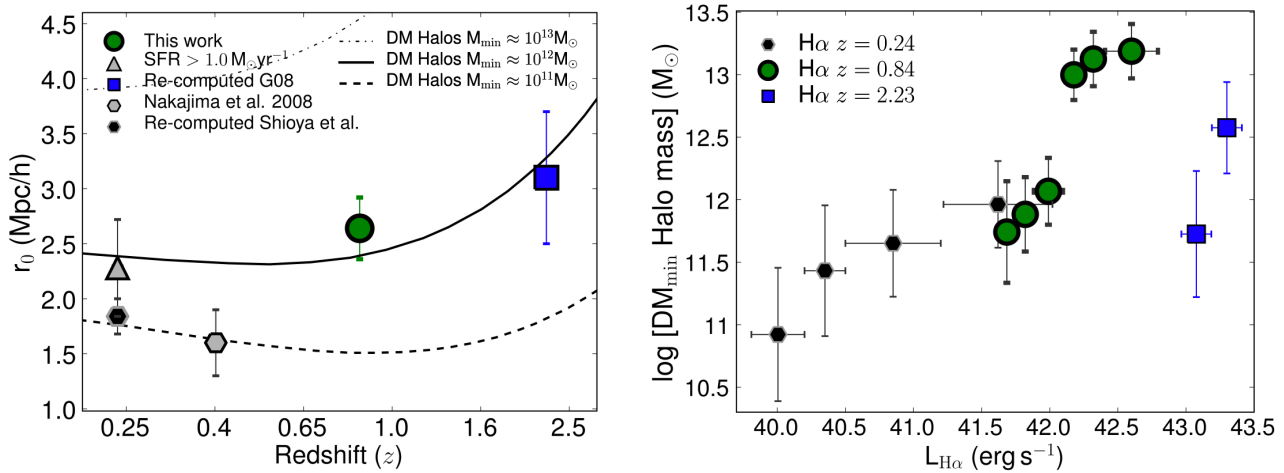 4.5
4.0
3.5
3.0
2.5
2.0
1.5
1.0
r₀ (Mpc/h)
This work
SFR > 1.0 M☉yr⁻¹
Re-computed G08
Nakajima et al. 2008
Re-computed Shioya et al.
DM Halos Mmin ≈ 10¹³M☉
DM Halos Mmin ≈ 10¹²M☉
DM Halos Mmin ≈ 10¹¹M☉
0.25 0.4 0.65 1.0 1.6 2.5
Redshift (z)
13.5
13.0
12.5
12.0
11.5
11.0
10.5
log [DMmin Halo mass] (M☉)
Hα z = 0.24
Hα z = 0.84
Hα z = 2.23
40.0 40.5 41.0 41.5 42.0 42.5 43.0 43.5
LHα (erg s⁻¹)